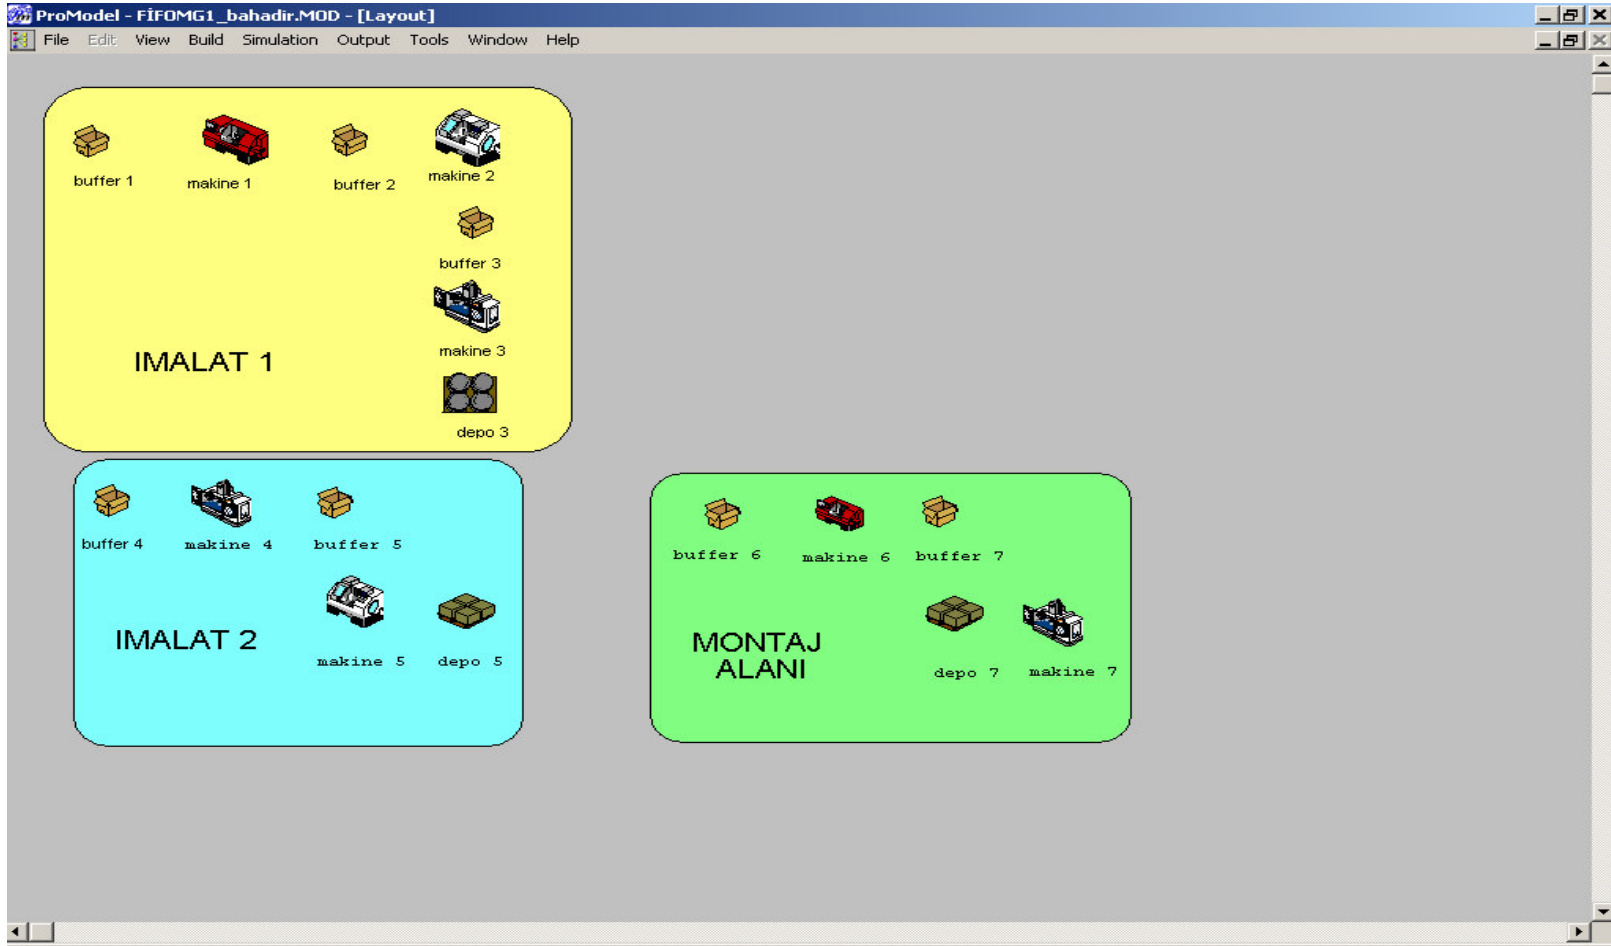 ProModel - FİFOMG1_bahadir.MOD - [Layout]
File Edit View Build Simulation Output Tools Window Help
buffer 1
makine 1
buffer 2
makine 2
buffer 3
makine 3
IMALAT 1
depo 3
buffer 4
makine 4
buffer 5
IMALAT 2
makine 5
depo 5
buffer 6
makine 6
buffer 7
MONTAJ
ALANI
depo 7
makine 7